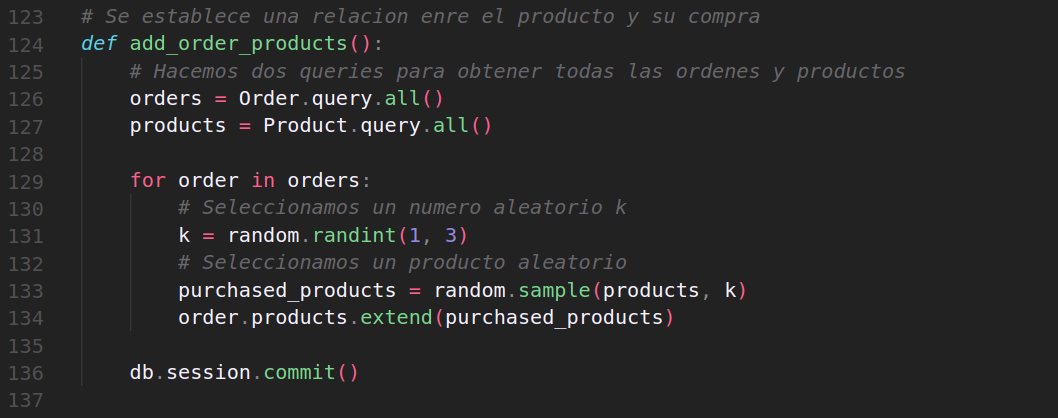 123 # Se establece una relacion enre el producto y su compra
124 def add_order_products():
125     # Hacemos dos queries para obtener todas las ordenes y productos
126     orders = Order.query.all()
127     products = Product.query.all()
128
129     for order in orders:
130         # Seleccionamos un numero aleatorio k
131         k = random.randint(1, 3)
132         # Seleccionamos un producto aleatorio
133         purchased_products = random.sample(products, k)
134         order.products.extend(purchased_products)
135
136     db.session.commit()
137